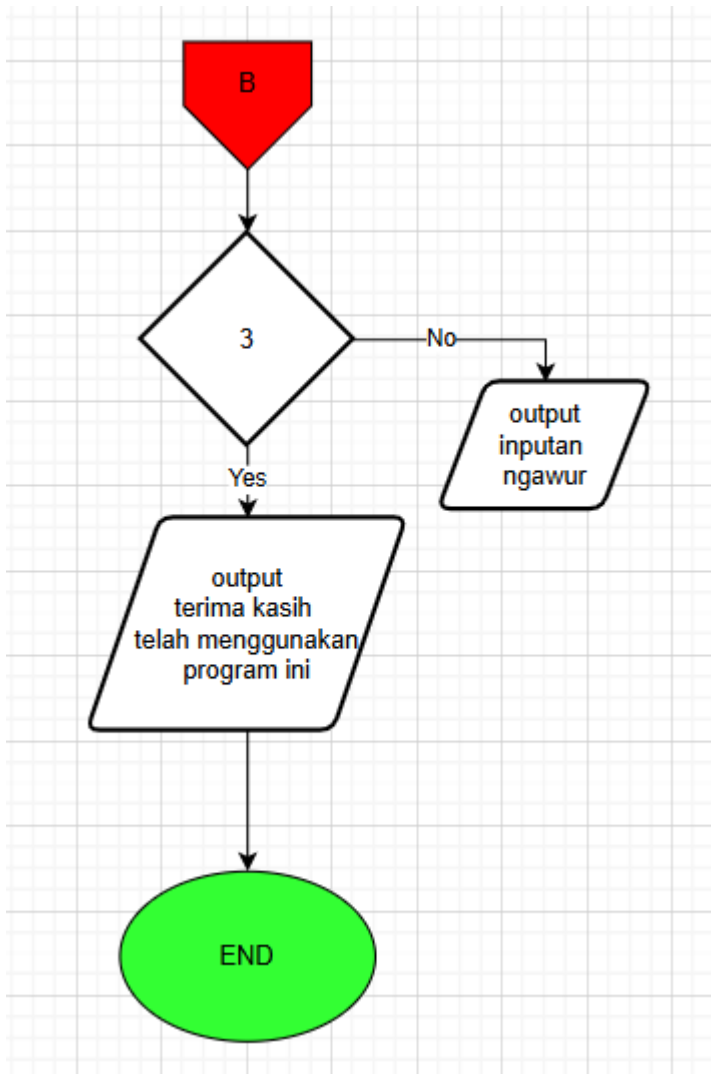 B
3
No
output
inputan
ngawur
Yes
output
terima kasih
telah menggunakan
program ini
END